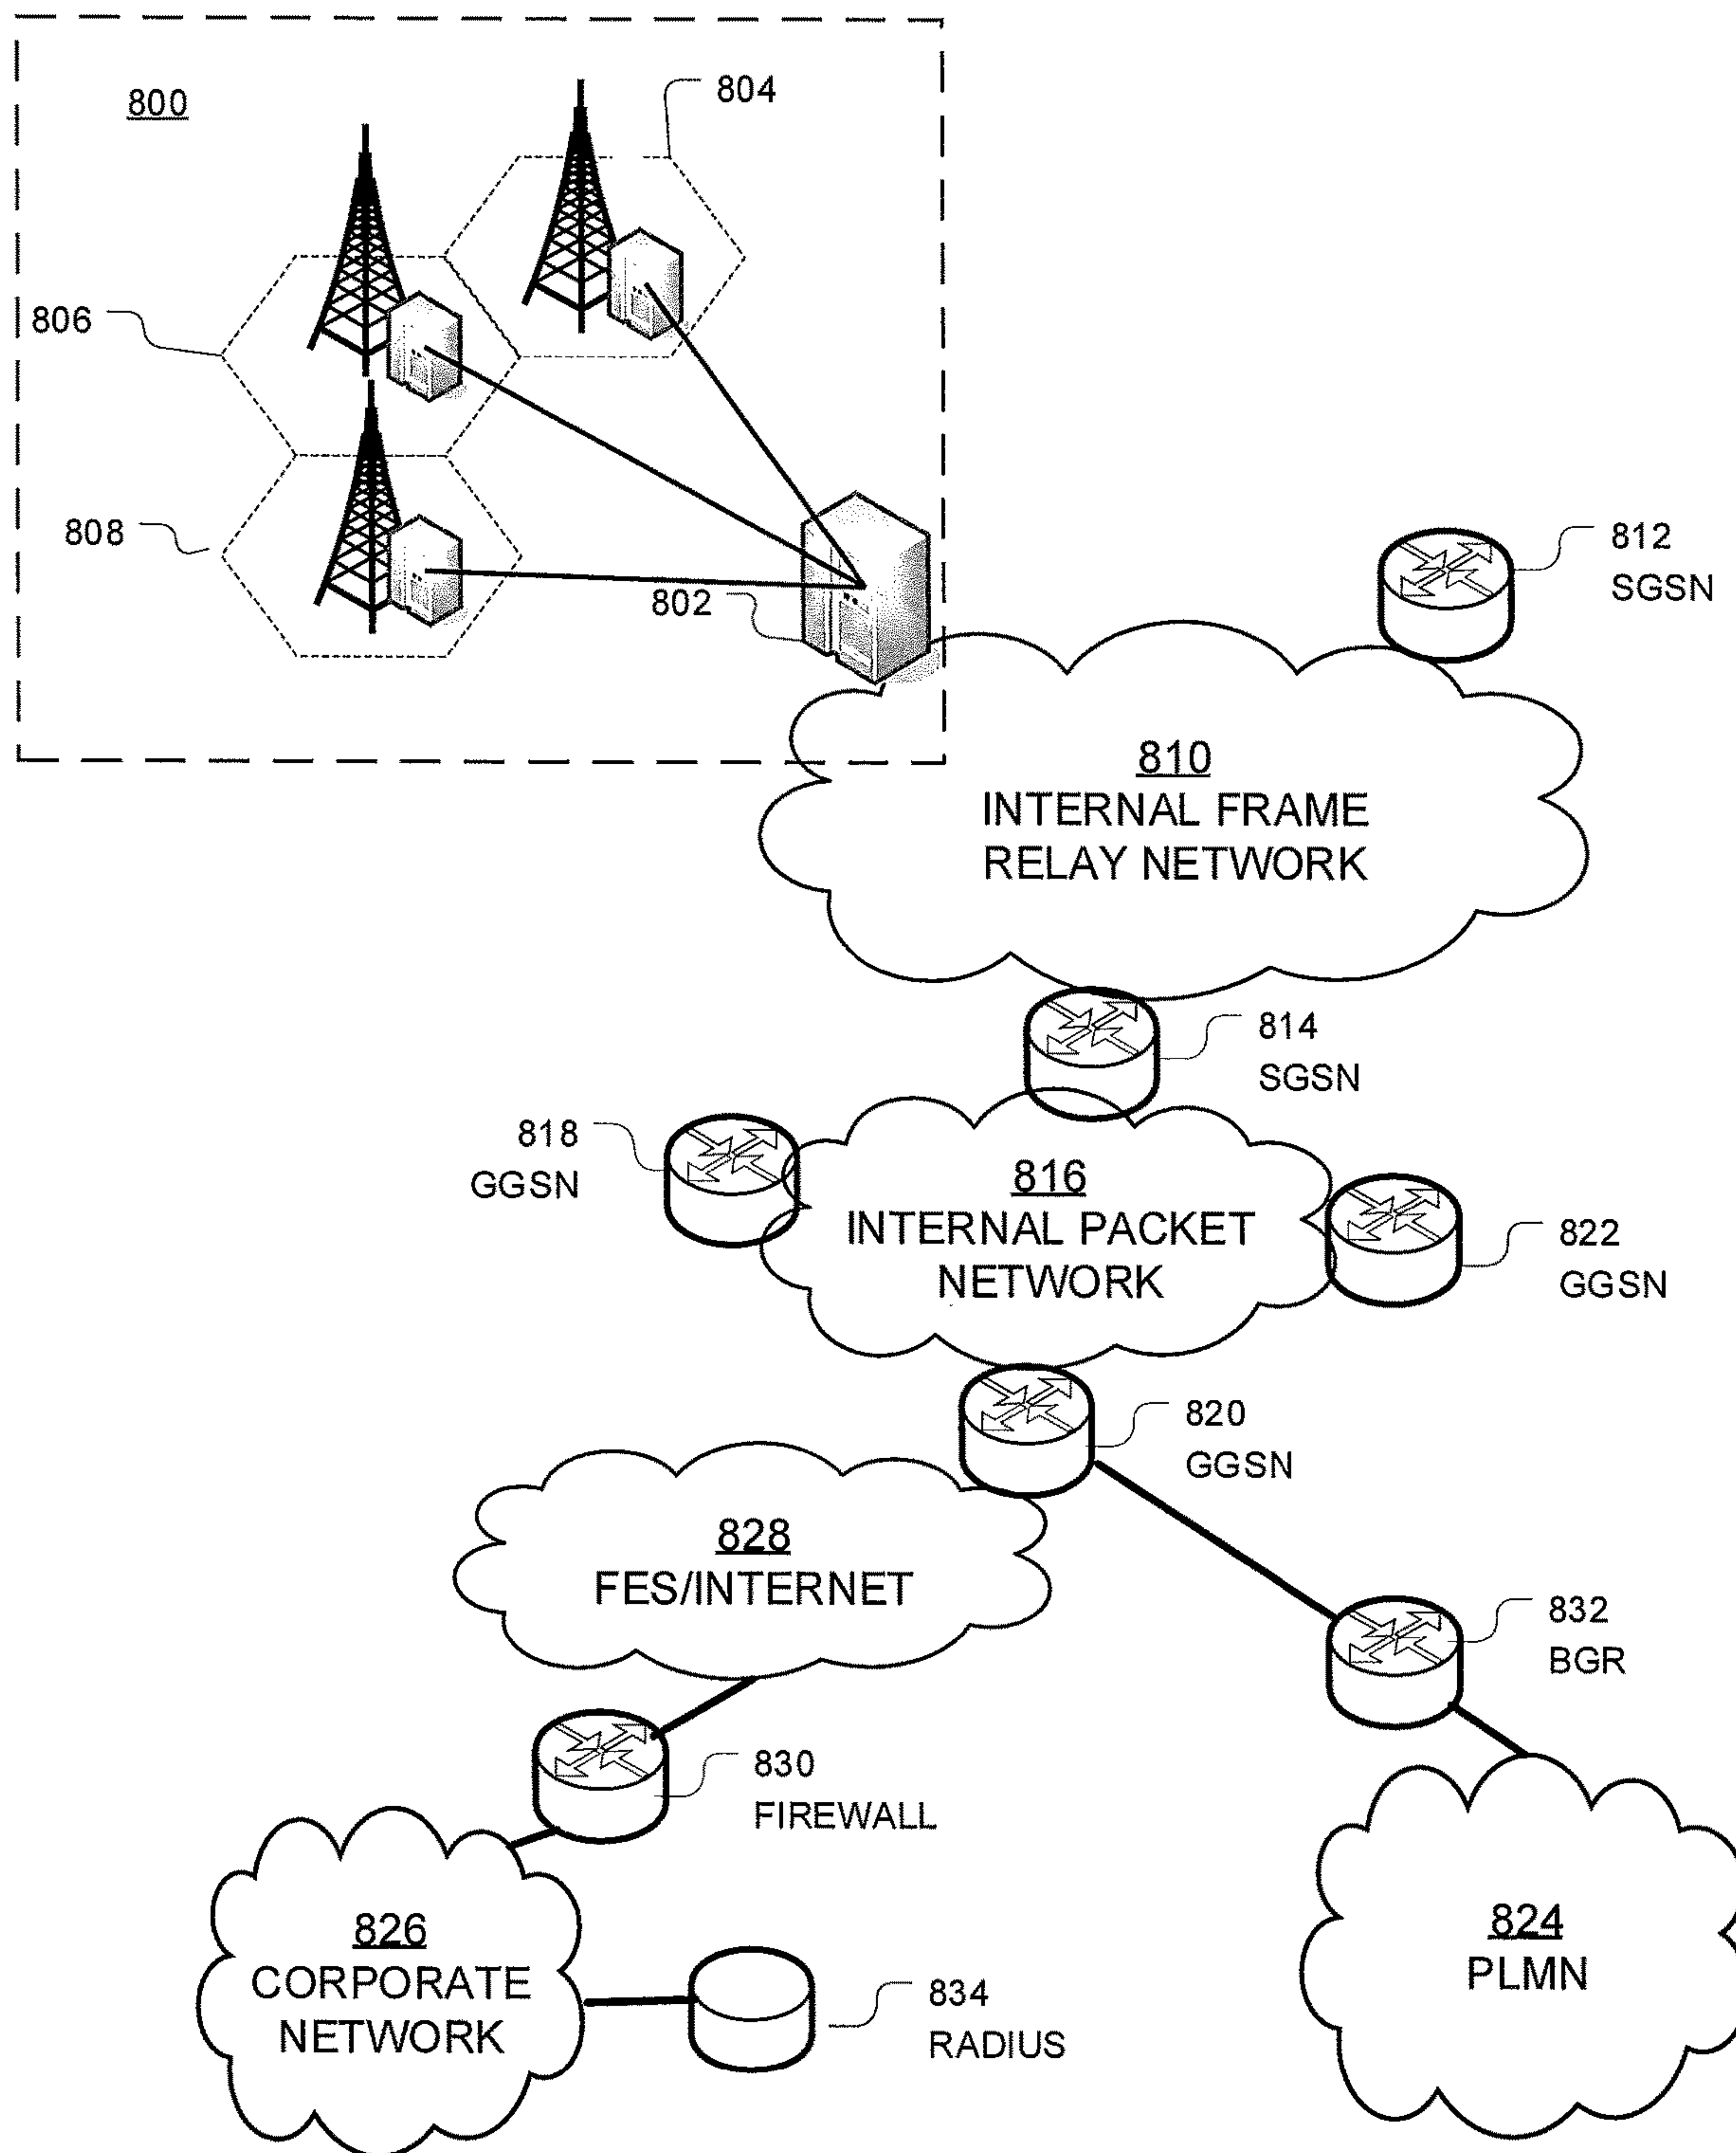 800
804
806
808
802
812
SGSN
810
INTERNAL FRAME
RELAY NETWORK
814
SGSN
818
GGSN
816
INTERNAL PACKET
NETWORK
822
GGSN
820
GGSN
828
FES/INTERNET
832
BGR
830
FIREWALL
826
CORPORATE
NETWORK
834
RADIUS
824
PLMN